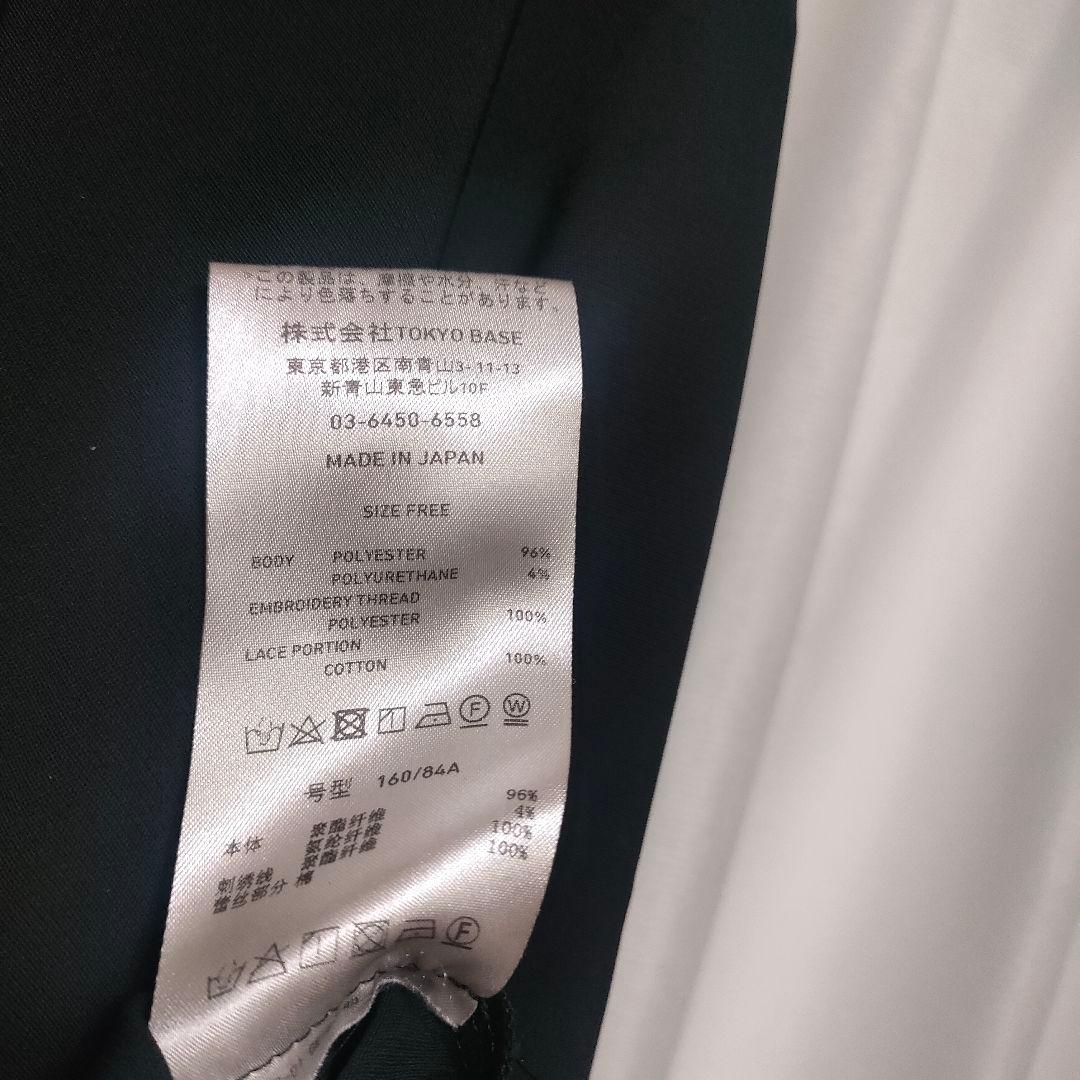 この製品は、摩擦や水分、汗など
により色落ちすることがあります。
株式会社TOKYO BASE
東京都港区南青山3-11-13
新青山東急ビル10F
03-6450-6558
MADE IN JAPAN
SIZE FREE
BODY POLYESTER 96%
POLYURETHANE 4%
EMBROIDERY THREAD
POLYESTER 100%
LACE PORTION
COTTON 100%
F W
号型 160/84A
本体 聚酯纤维 96%
纤维 4%
刺绣线 聚酯纤维 100%
蕾丝部分 棉 100%
F